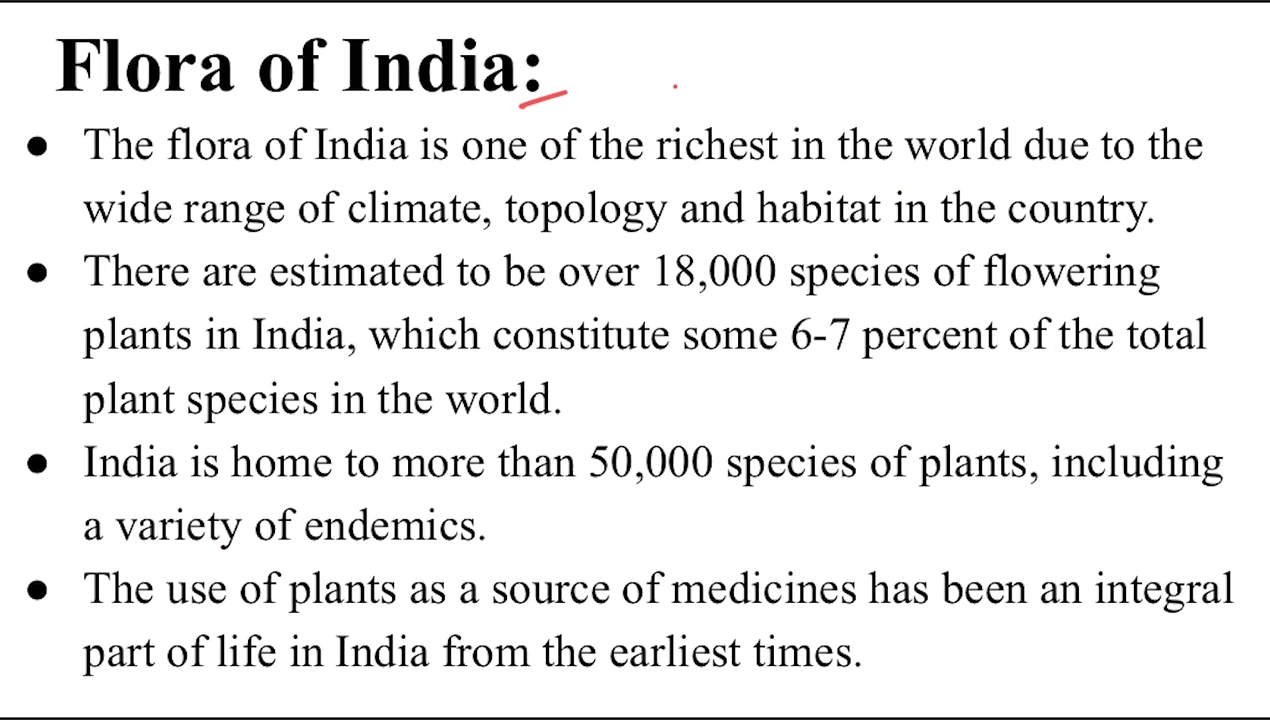 Flora of India:
● The flora of India is one of the richest in the world due to the
wide range of climate, topology and habitat in the country.
● There are estimated to be over 18,000 species of flowering
plants in India, which constitute some 6-7 percent of the total
plant species in the world.
● India is home to more than 50,000 species of plants, including
a variety of endemics.
● The use of plants as a source of medicines has been an integral
part of life in India from the earliest times.